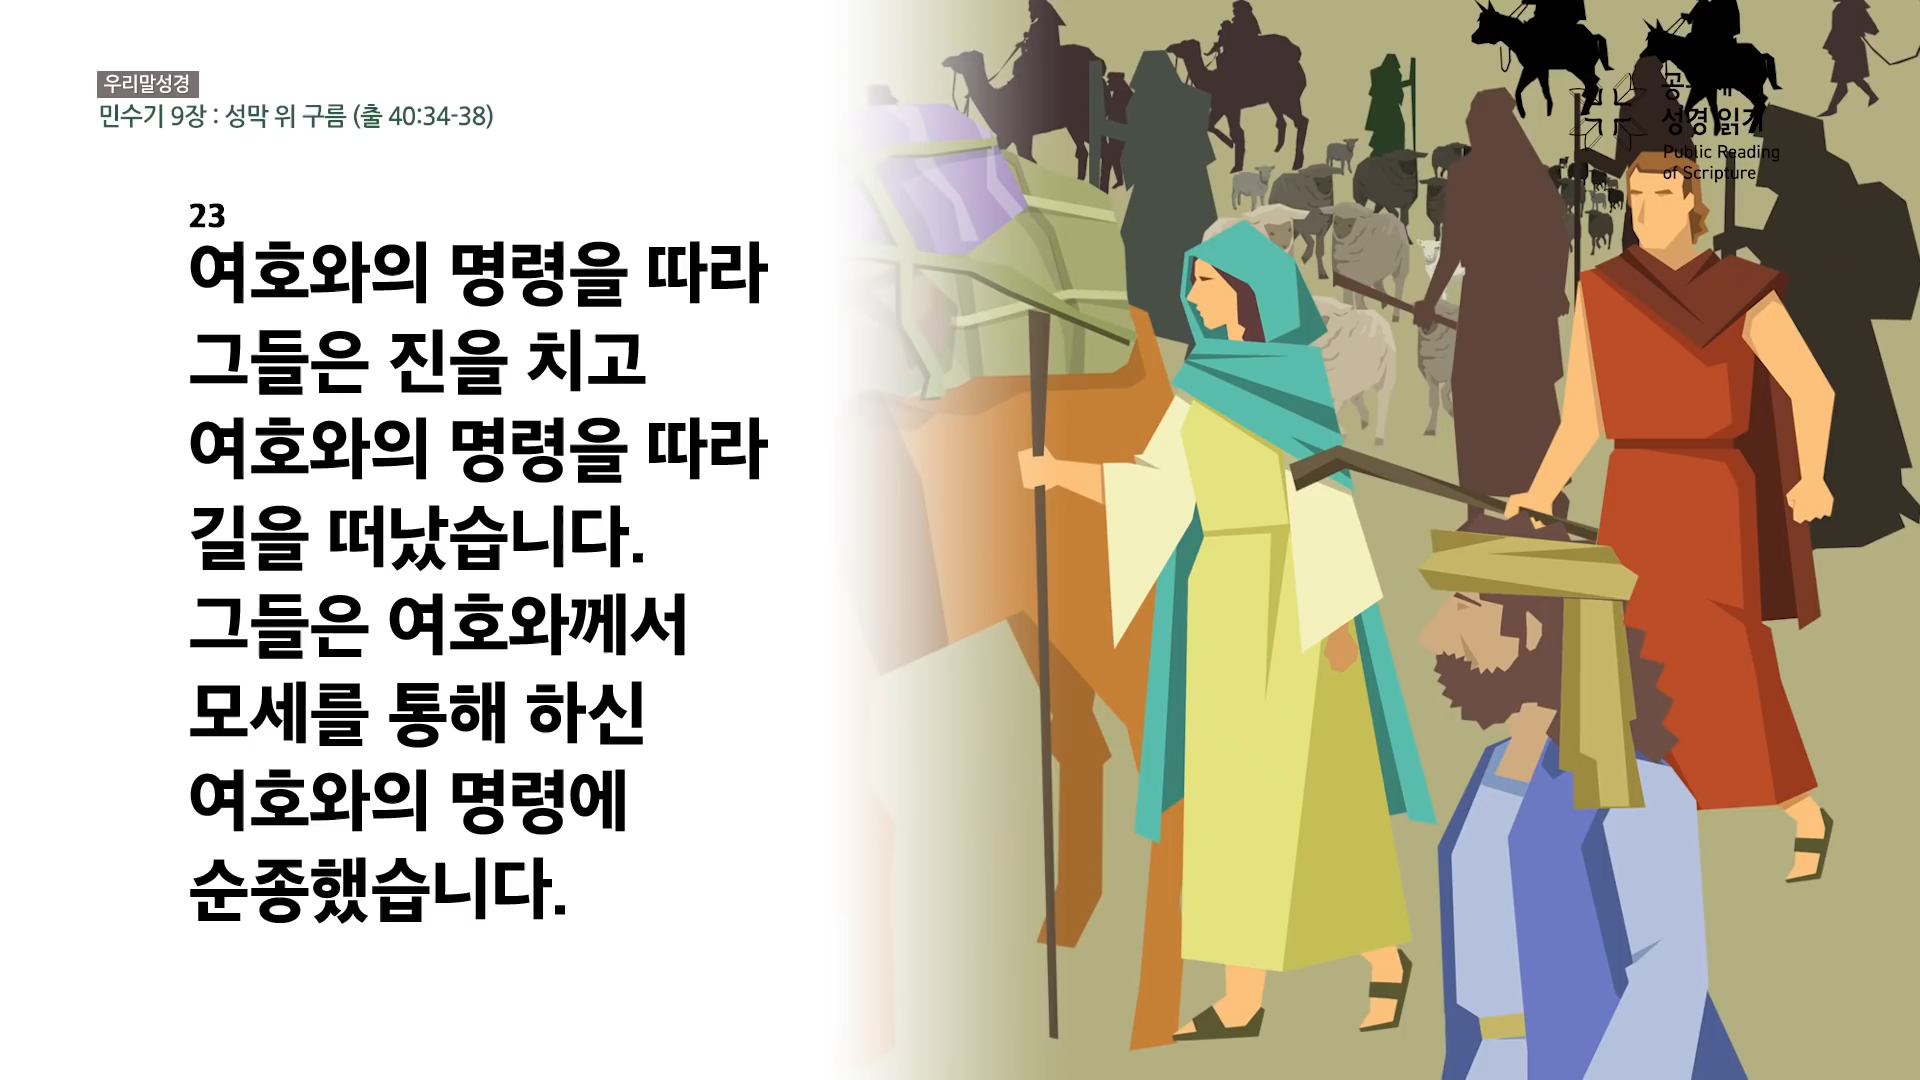 우리말성경
민수기 9장 : 성막 위 구름 (출 40:34-38)
23
여호와의 명령을 따라
그들은 진을 치고
여호와의 명령을 따라
길을 떠났습니다.
그들은 여호와께서
모세를 통해 하신
여호와의 명령에
순종했습니다.
성경 읽기
Public Reading
of Scripture